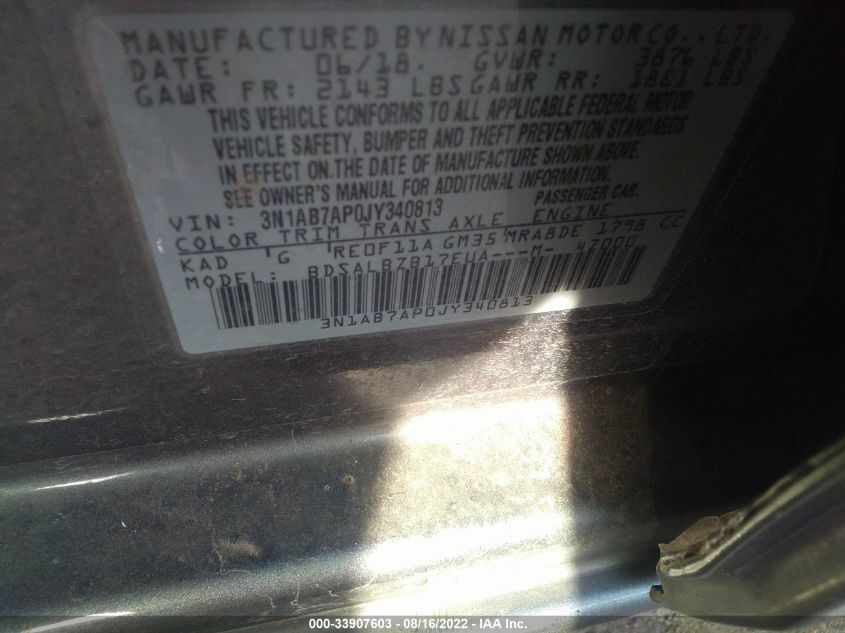 MANUFACTURED BY NISSAN MOTOR CO., LTD.
DATE: 06/18. GVWR: 3876 LBS
GAWR FR: 2143 LBS GAWR RR: 1881 LBS
THIS VEHICLE CONFORMS TO ALL APPLICABLE FEDERAL MOTOR
VEHICLE SAFETY, BUMPER AND THEFT PREVENTION STANDARDS
IN EFFECT ON.THE DATE OF MANUFACTURE SHOWN ABOVE.
SEE OWNER'S MANUAL FOR ADDITIONAL INFORMATION.
VIN: 3N1AB7AP0JY340813 PASSENGER CAR.
COLOR TRIM TRANS AXLE ENGINE
KAD G RE0F11A GM35 MRA8DE 1798 CC
MODEL: BDSALBZB17EUA---M- 47000
3N1AB7AP0JY340813
000-33907603 - 08/16/2022 - IAA Inc.